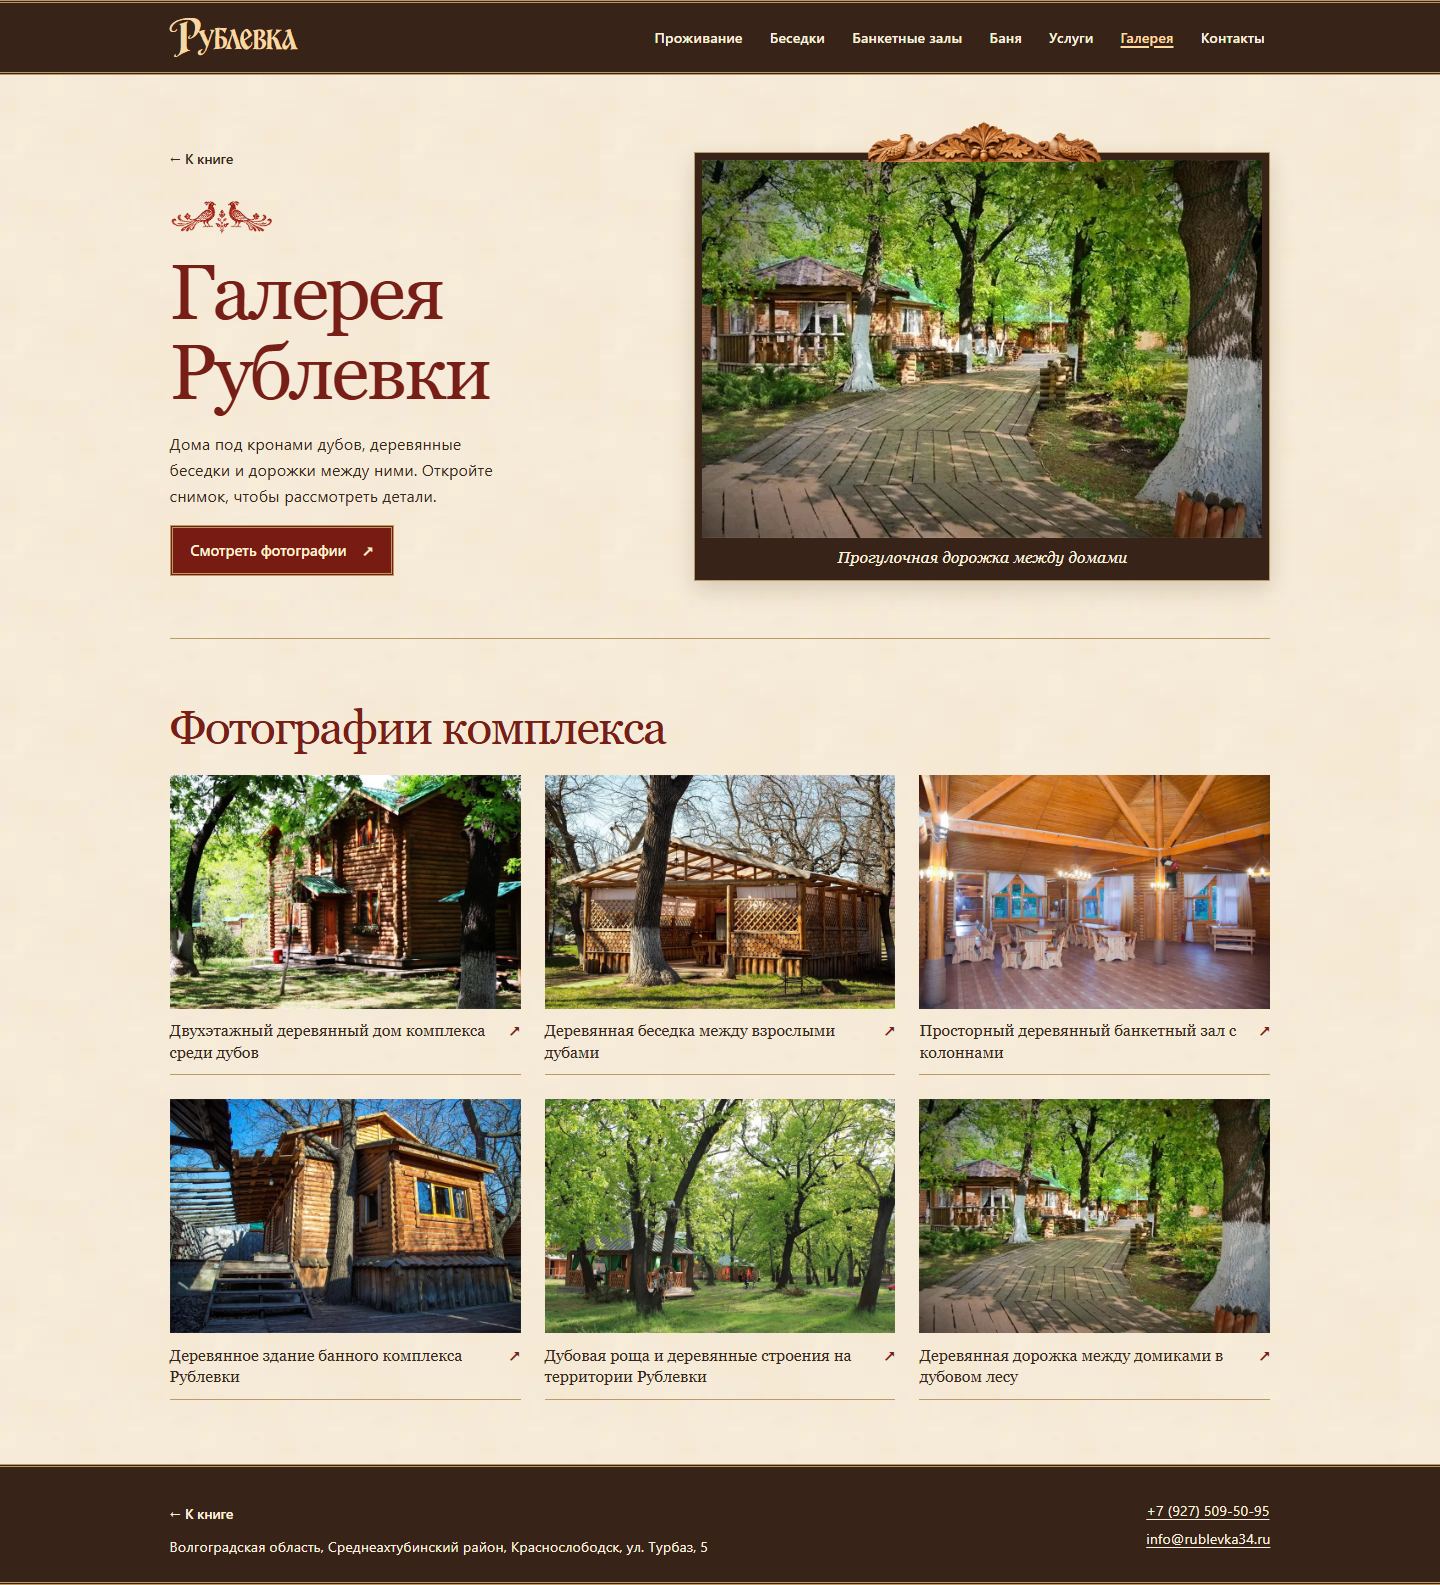 Рублевка
Проживание Беседки Банкетные залы Баня Услуги Галерея Контакты
← К книге
Галерея
Рублевки
Дома под кронами дубов, деревянные
беседки и дорожки между ними. Откройте
снимок, чтобы рассмотреть детали.
Смотреть фотографии ↗
Прогулочная дорожка между домами
Фотографии комплекса
Двухэтажный деревянный дом комплекса ↗
среди дубов
Деревянная беседка между взрослыми ↗
дубами
Просторный деревянный банкетный зал с ↗
колоннами
Деревянное здание банного комплекса ↗
Рублевки
Дубовая роща и деревянные строения на ↗
территории Рублевки
Деревянная дорожка между домиками в ↗
дубовом лесу
← К книге
Волгоградская область, Среднеахтубинский район, Краснослободск, ул. Турбаз, 5
+7 (927) 509-50-95
info@rublevka34.ru